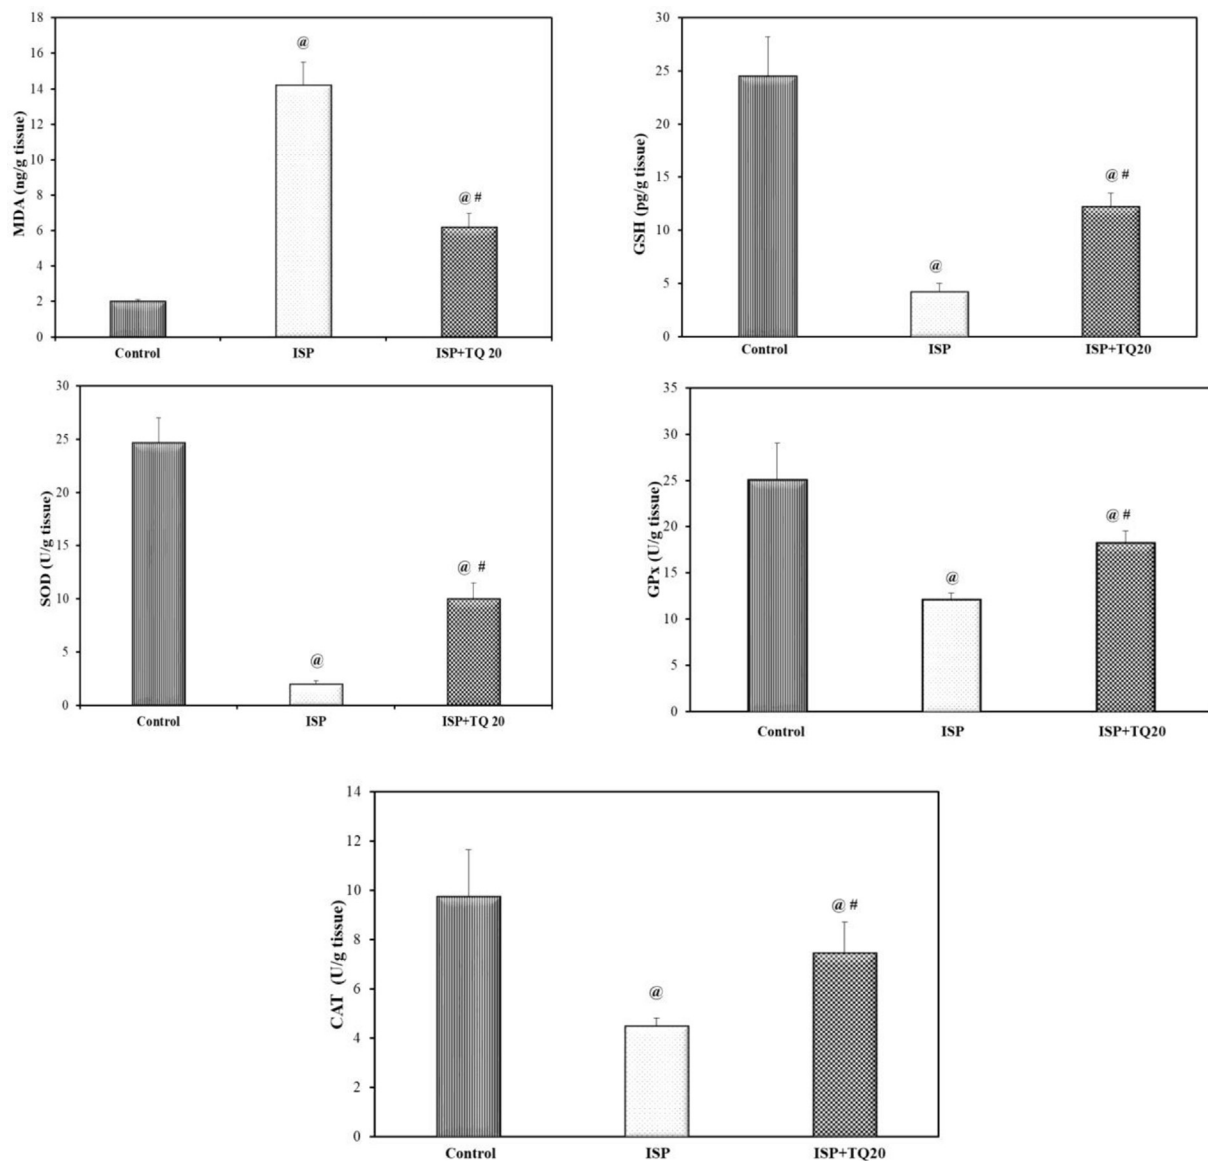 MDA (ng/g tissue)
18
16
14
12
10
8
6
4
2
0
@
@ #
Control
ISP
ISP+TQ 20
GSH (pg/g tissue)
30
25
20
15
10
5
0
@
@ #
Control
ISP
ISP+TQ20
SOD (U/g tissue)
30
25
20
15
10
5
0
@
@ #
Control
ISP
ISP+TQ 20
GPx (U/g tissue)
35
30
25
20
15
10
5
0
@
@ #
Control
ISP
ISP+TQ20
CAT (U/g tissue)
14
12
10
8
6
4
2
0
@
@ #
Control
ISP
ISP+TQ20